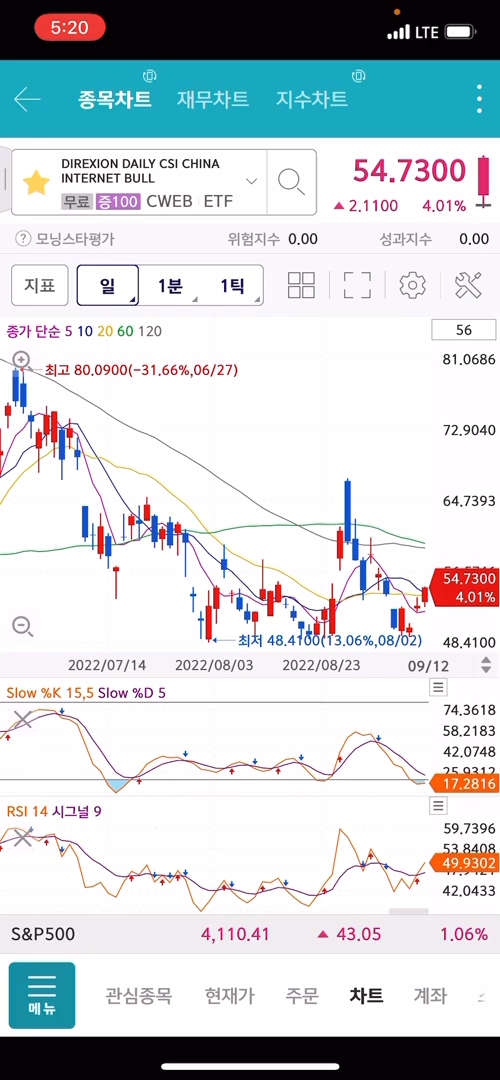 5:20
LTE
종목차트 재무차트 지수차트
DIREXION DAILY CSI CHINA
INTERNET BULL
무료 증100 CWEB ETF
54.7300
▲ 2.1100 4.01%
? 모닝스타평가 위험지수 0.00 성과지수 0.00
지표 일 1분 1틱
종가 단순 5 10 20 60 120
56
81.0686
최고 80.0900(-31.66%,06/27)
72.9040
64.7393
54.7300
4.01%
최저 48.4100(13.06%,08/02)
48.4100
2022/07/14 2022/08/03 2022/08/23 09/12
Slow %K 15,5 Slow %D 5
74.3618
58.2183
42.0748
25.9312
17.2816
RSI 14 시그널 9
59.7396
53.8408
49.9302
42.0433
S&P500 4,110.41 ▲ 43.05 1.06%
메뉴 관심종목 현재가 주문 차트 계좌